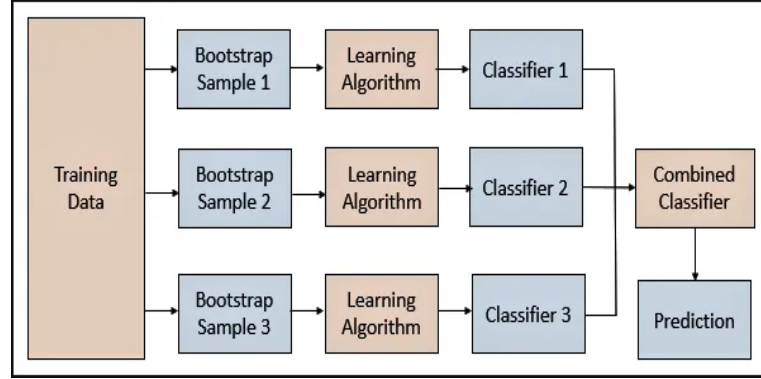 Training
Data
Bootstrap
Sample 1
Learning
Algorithm
Classifier 1
Bootstrap
Sample 2
Learning
Algorithm
Classifier 2
Bootstrap
Sample 3
Learning
Algorithm
Classifier 3
Combined
Classifier
Prediction